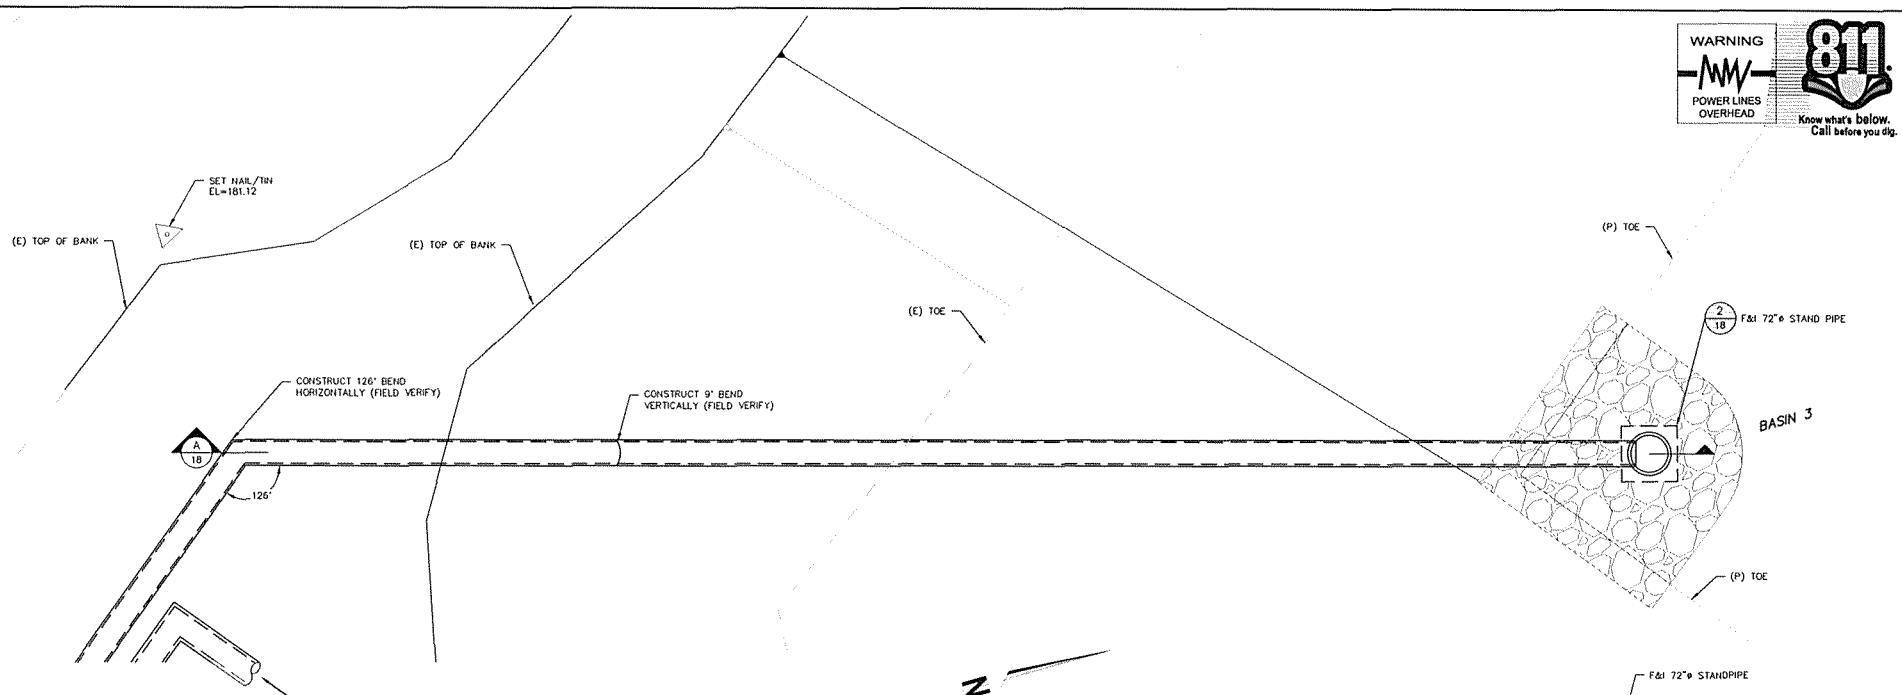 WARNING
POWER LINES
OVERHEAD
811
Know what's below.
Call before you dig.
SET NAIL/TIN
EL=181.12
(E) TOP OF BANK
(E) TOP OF BANK
(P) TOE
(E) TOE
2
18
F&I 72"ø STAND PIPE
CONSTRUCT 126° BEND
HORIZONTALLY (FIELD VERIFY)
CONSTRUCT 9° BEND
VERTICALLY (FIELD VERIFY)
BASIN 3
A
18
126°
(P) TOE
N
F&I 72"ø STANDPIPE